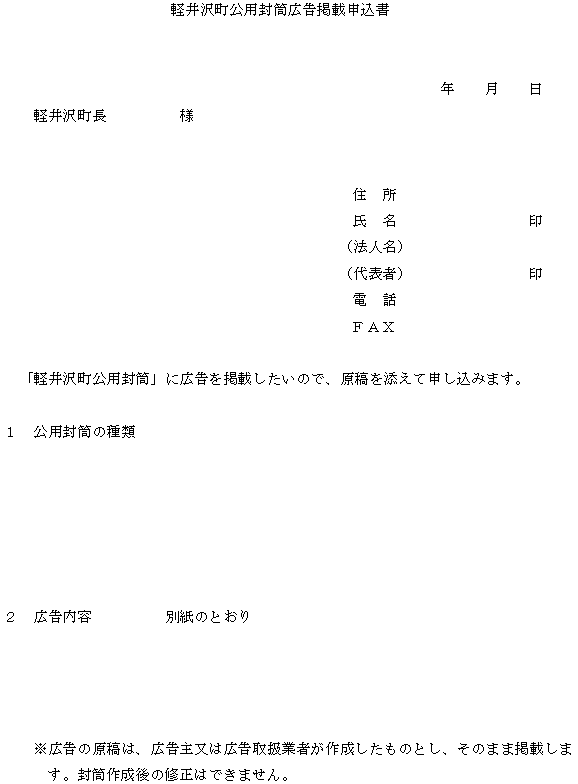 軽井沢町公用封筒広告掲載申込書
年　　月　　日
軽井沢町長　　　　　様
住　所
氏　名　　　　　　　　　印
（法人名）
（代表者）　　　　　　　　印
電　話
ＦＡＸ
「軽井沢町公用封筒」に広告を掲載したいので、原稿を添えて申し込みます。
１　公用封筒の種類
２　広告内容　　　　　別紙のとおり
※広告の原稿は、広告主又は広告取扱業者が作成したものとし、そのまま掲載しま
す。封筒作成後の修正はできません。